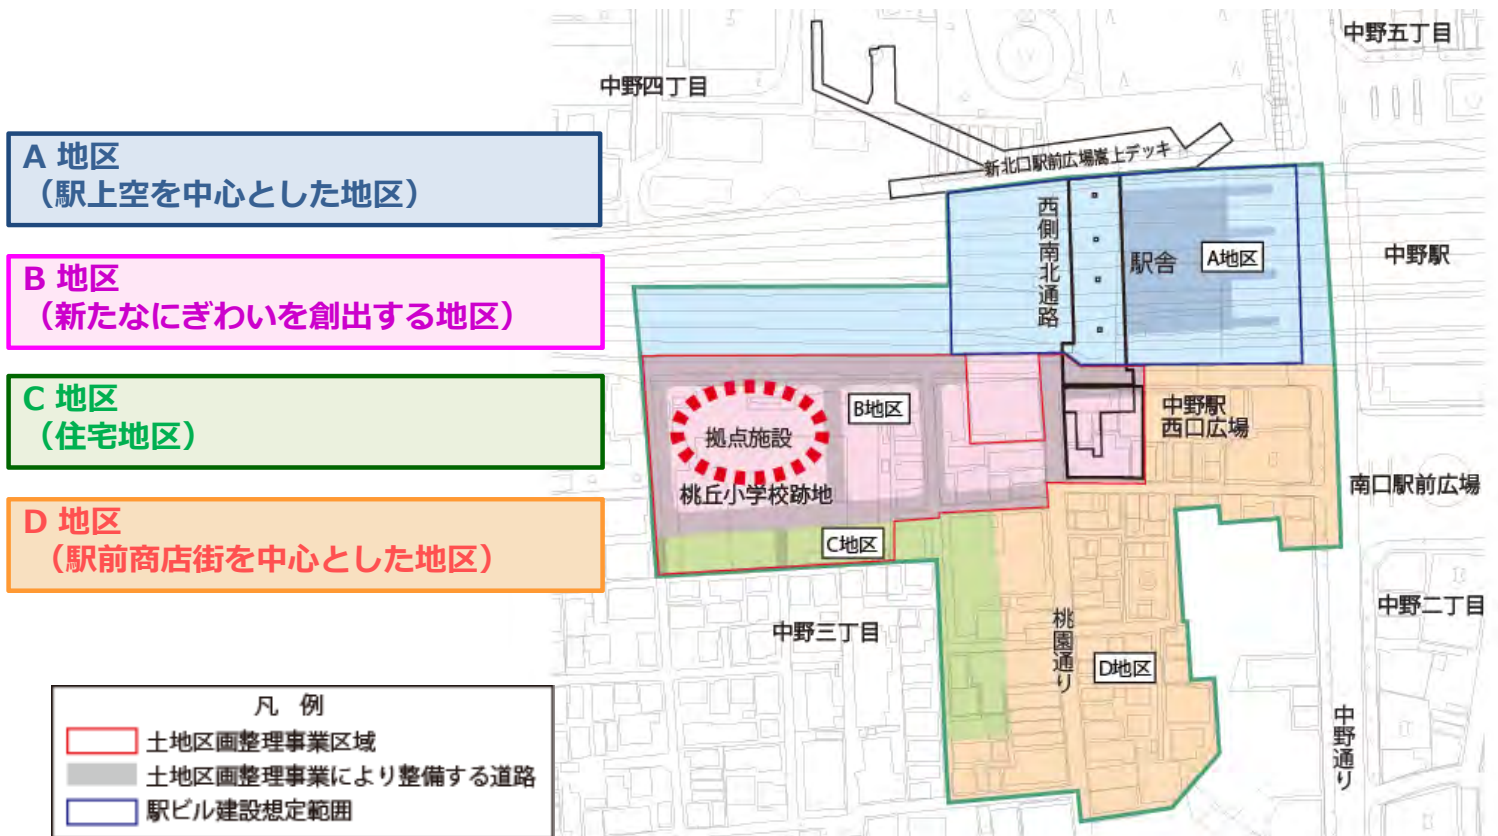 A 地区
（駅上空を中心とした地区）
B 地区
（新たなにぎわいを創出する地区）
C 地区
（住宅地区）
D 地区
（駅前商店街を中心とした地区）
凡 例
土地区画整理事業区域
土地区画整理事業により整備する道路
駅ビル建設想定範囲
中野五丁目
中野四丁目
新北口駅前広場嵩上デッキ
西側南北通路
駅舎
A地区
中野駅
B地区
拠点施設
桃丘小学校跡地
中野駅
西口広場
南口駅前広場
C地区
中野三丁目
桃園通り
D地区
中野二丁目
中野通り